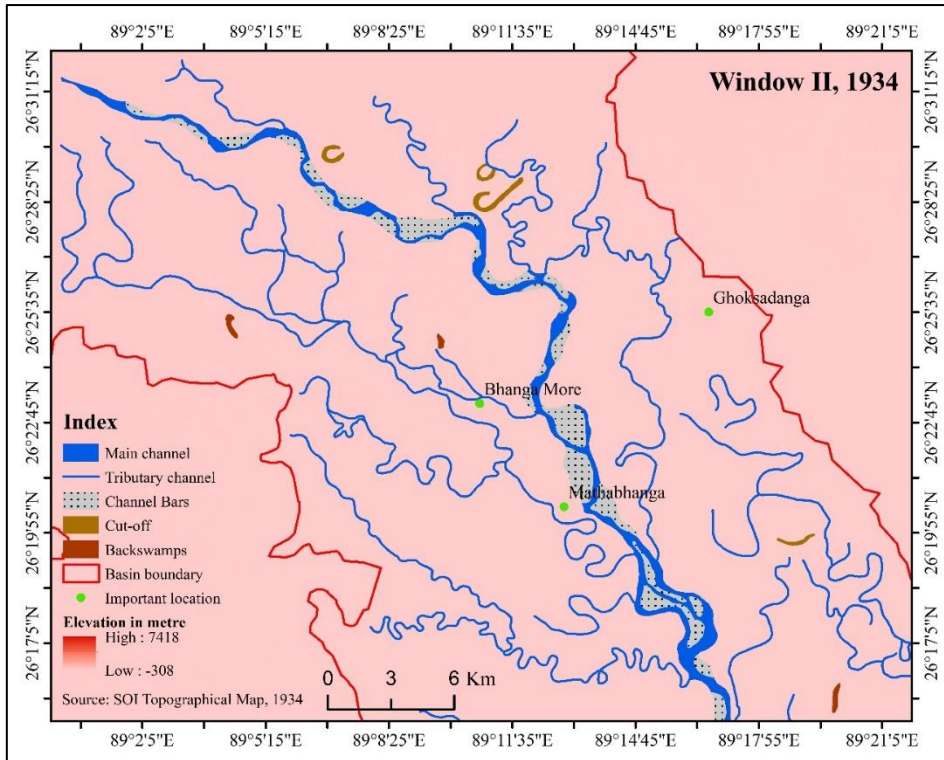 89°2'5"E 89°5'15"E 89°8'25"E 89°11'35"E 89°14'45"E 89°17'55"E 89°21'5"E
Window II, 1934
26°31'15"N 26°31'15"N
26°28'25"N 26°28'25"N
26°25'35"N 26°25'35"N
26°22'45"N 26°22'45"N
26°19'55"N 26°19'55"N
26°17'5"N 26°17'5"N
Ghoksadanga
Bhanga More
Mathabhanga
Index
Main channel
Tributary channel
Channel Bars
Cut-off
Backswamps
Basin boundary
Important location
Elevation in metre
High : 7418
Low : -308
Source: SOI Topographical Map, 1934
0 3 6 Km
89°2'5"E 89°5'15"E 89°8'25"E 89°11'35"E 89°14'45"E 89°17'55"E 89°21'5"E